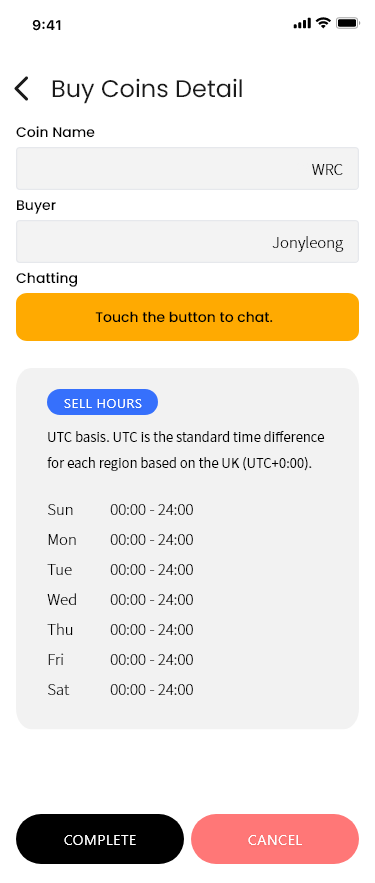 9:41
Buy Coins Detail
Coin Name
WRC
Buyer
Jonyleong
Chatting
Touch the button to chat.
SELL HOURS
UTC basis. UTC is the standard time difference
for each region based on the UK (UTC+0:00).
Sun 00:00 - 24:00
Mon 00:00 - 24:00
Tue 00:00 - 24:00
Wed 00:00 - 24:00
Thu 00:00 - 24:00
Fri 00:00 - 24:00
Sat 00:00 - 24:00
COMPLETE CANCEL